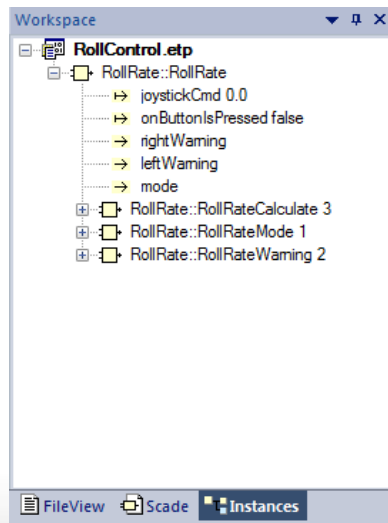 Workspace
RollControl.etp
RollRate::RollRate
joystickCmd 0.0
onButtonIsPressed false
rightWarning
leftWarning
mode
RollRate::RollRateCalculate 3
RollRate::RollRateMode 1
RollRate::RollRateWarning 2
FileView Scade Instances